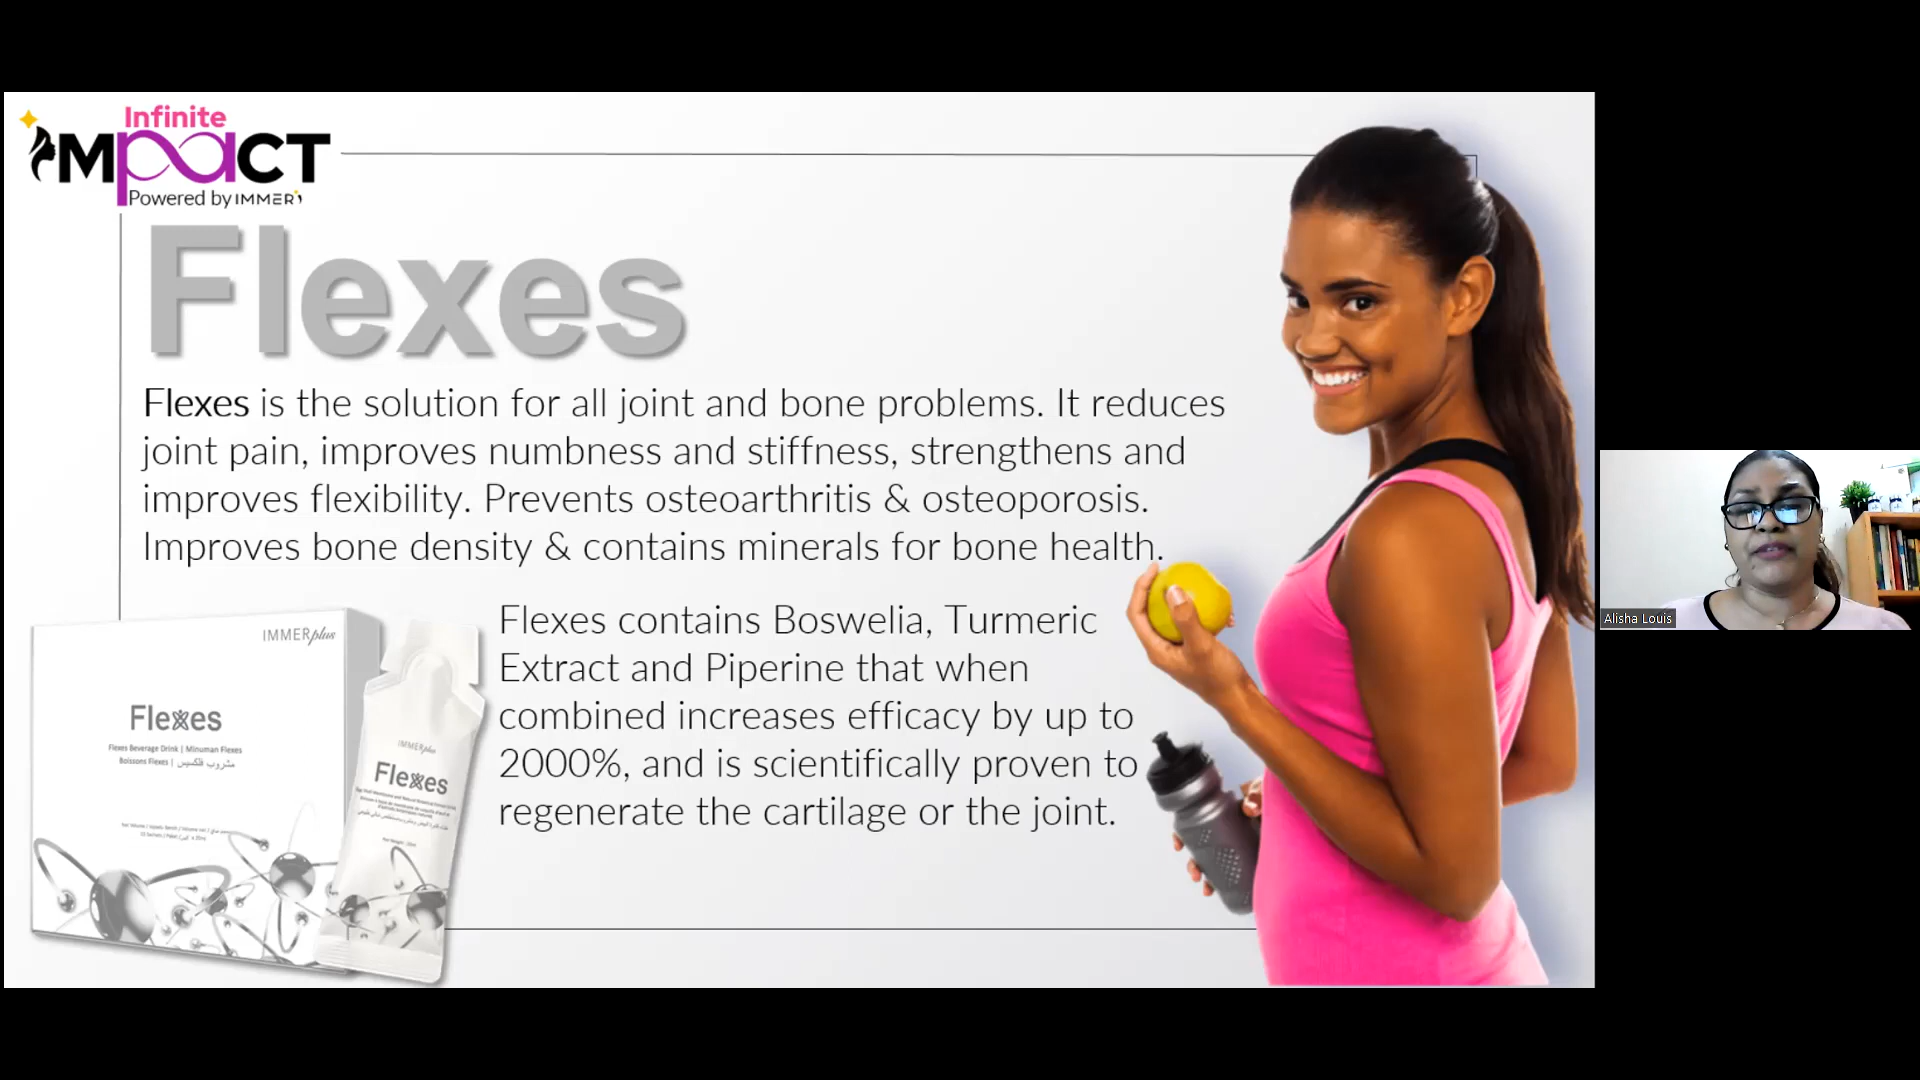 Infinite
iMPACT
Powered by IMMERI
Flexes
Flexes is the solution for all joint and bone problems. It reduces
joint pain, improves numbness and stiffness, strengthens and
improves flexibility. Prevents osteoarthritis & osteoporosis.
Improves bone density & contains minerals for bone health.
Flexes contains Boswelia, Turmeric
Extract and Piperine that when
combined increases efficacy by up to
2000%, and is scientifically proven to
regenerate the cartilage or the joint.
IMMERplus
Flexes
Flexes Beverage Drink | Minuman Flexes
Boissons Flexes | مشروب فلكسيس
IMMERplus
Flexes
Alisha Louis